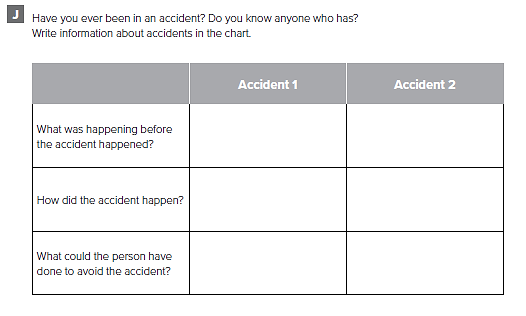 J
Have you ever been in an accident? Do you know anyone who has?
Write information about accidents in the chart.
Accident 1
Accident 2
What was happening before
the accident happened?
How did the accident happen?
What could the person have
done to avoid the accident?